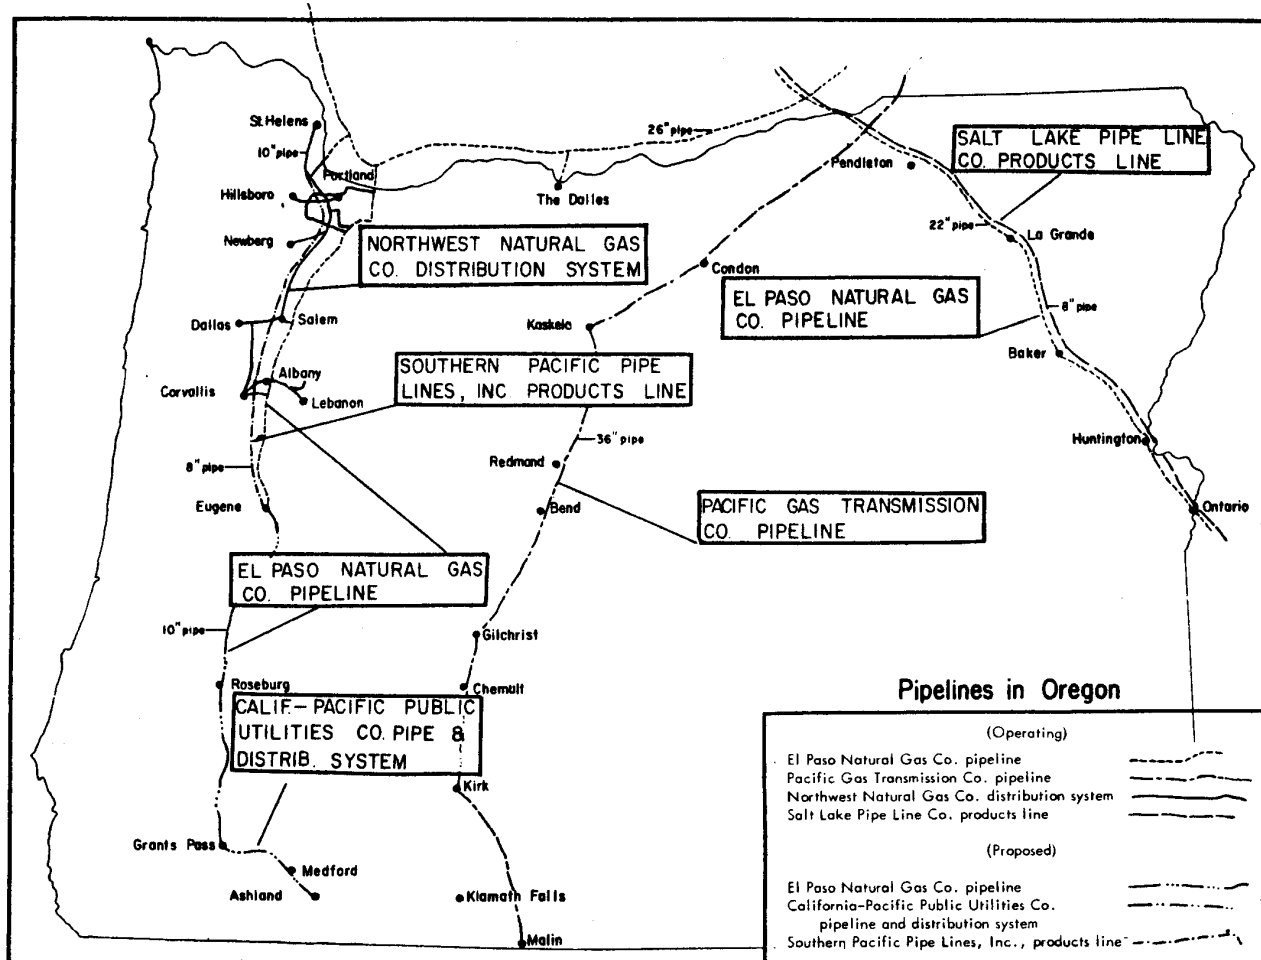 St. Helens
10" pipe
Portland
Hillsboro
Newberg
26" pipe
The Dalles
Pendleton
SALT LAKE PIPE LINE
CO. PRODUCTS LINE
22" pipe
La Grande
NORTHWEST NATURAL GAS
CO. DISTRIBUTION SYSTEM
Condon
EL PASO NATURAL GAS
CO. PIPELINE
8" pipe
Baker
Dallas
Salem
Kaskela
SOUTHERN PACIFIC PIPE
LINES, INC. PRODUCTS LINE
Albany
Corvallis
Lebanon
36" pipe
Huntington
8" pipe
Redmond
Eugene
Bend
PACIFIC GAS TRANSMISSION
CO. PIPELINE
Ontario
EL PASO NATURAL GAS
CO. PIPELINE
10" pipe
Gilchrist
Roseburg
Chemult
CALIF.–PACIFIC PUBLIC
UTILITIES CO. PIPE &
DISTRIB. SYSTEM
Kirk
Grants Pass
Medford
Ashland
Klamath Falls
Malin
Pipelines in Oregon
(Operating)
El Paso Natural Gas Co. pipeline
Pacific Gas Transmission Co. pipeline
Northwest Natural Gas Co. distribution system
Salt Lake Pipe Line Co. products line
(Proposed)
El Paso Natural Gas Co. pipeline
California-Pacific Public Utilities Co.
pipeline and distribution system
Southern Pacific Pipe Lines, Inc., products line